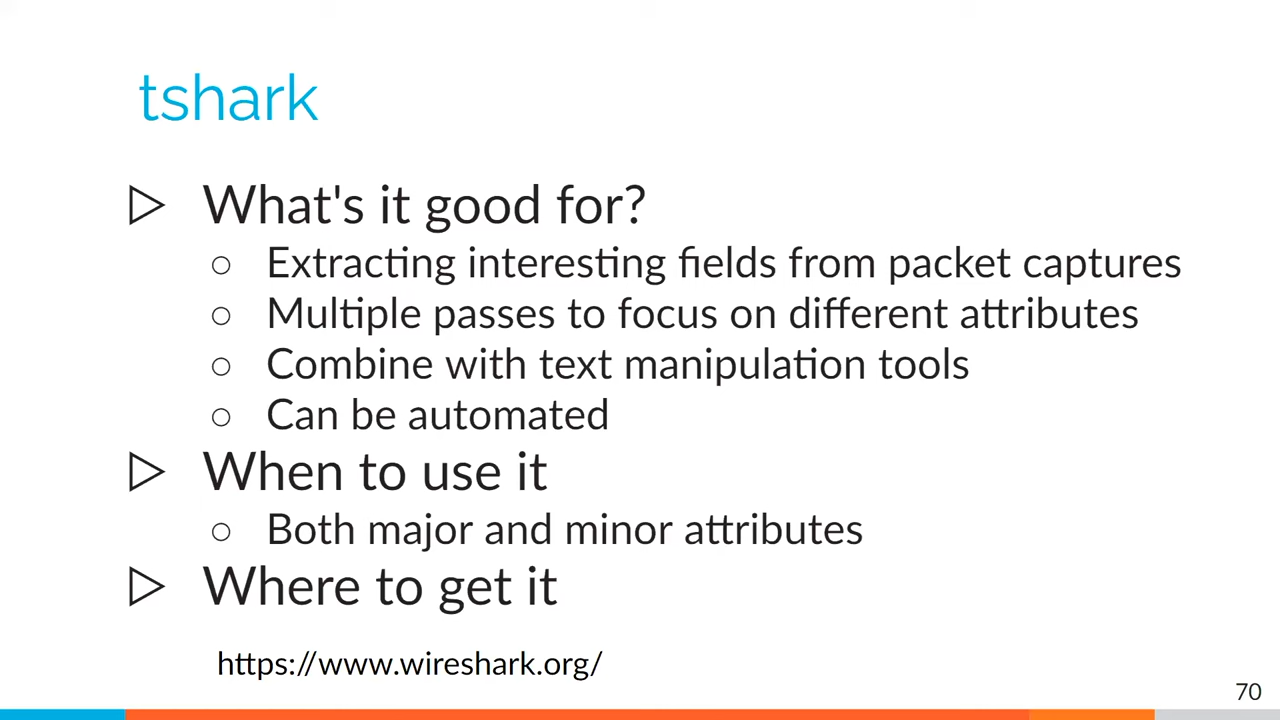 tshark
▷ What's it good for?
○ Extracting interesting fields from packet captures
○ Multiple passes to focus on different attributes
○ Combine with text manipulation tools
○ Can be automated
▷ When to use it
○ Both major and minor attributes
▷ Where to get it
https://www.wireshark.org/
70